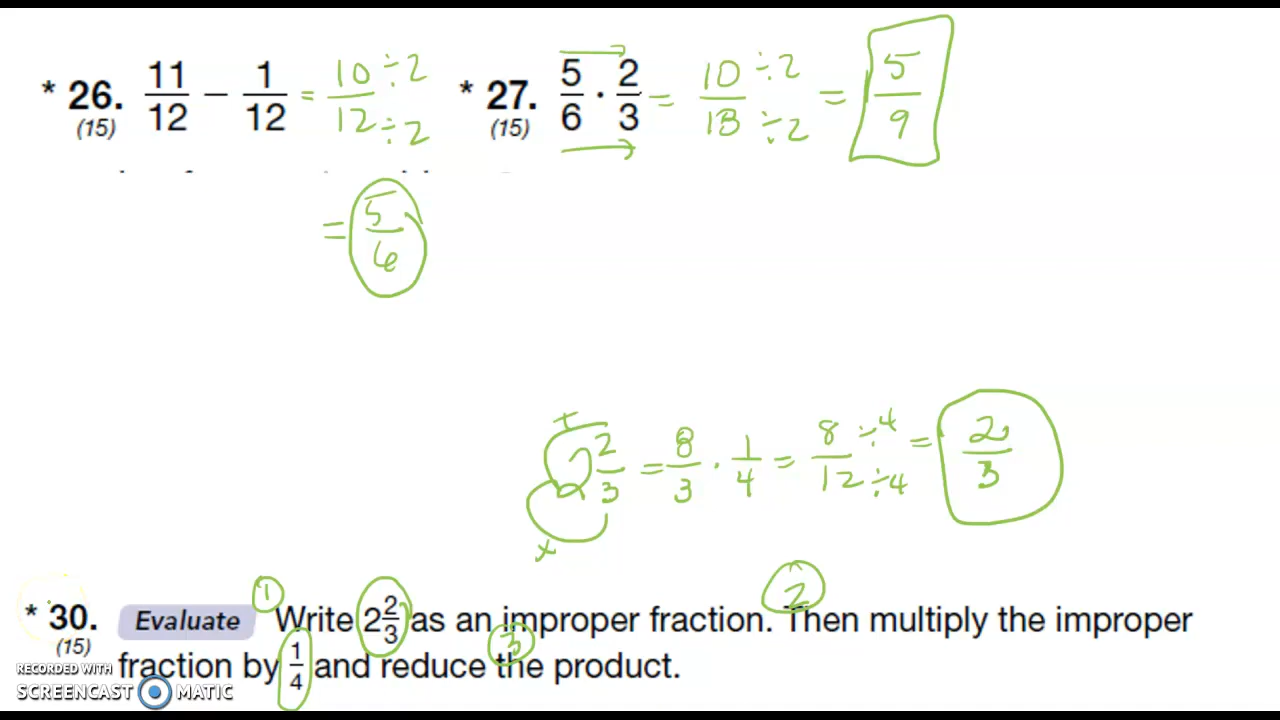 * 26. 11/12 − 1/12 = 10/12 ÷2 ÷2
(15)
= 5/6
* 27. 5/6 · 2/3 = 10/18 ÷2 ÷2 = 5/9
(15)
2 2/3 = 8/3 · 1/4 = 8/12 ÷4 ÷4 = 2/3
+
x
1 2
* 30. Evaluate Write 2 2/3 as an improper fraction. Then multiply the improper
(15)
3
fraction by 1/4 and reduce the product.
RECORDED WITH
SCREENCAST MATIC